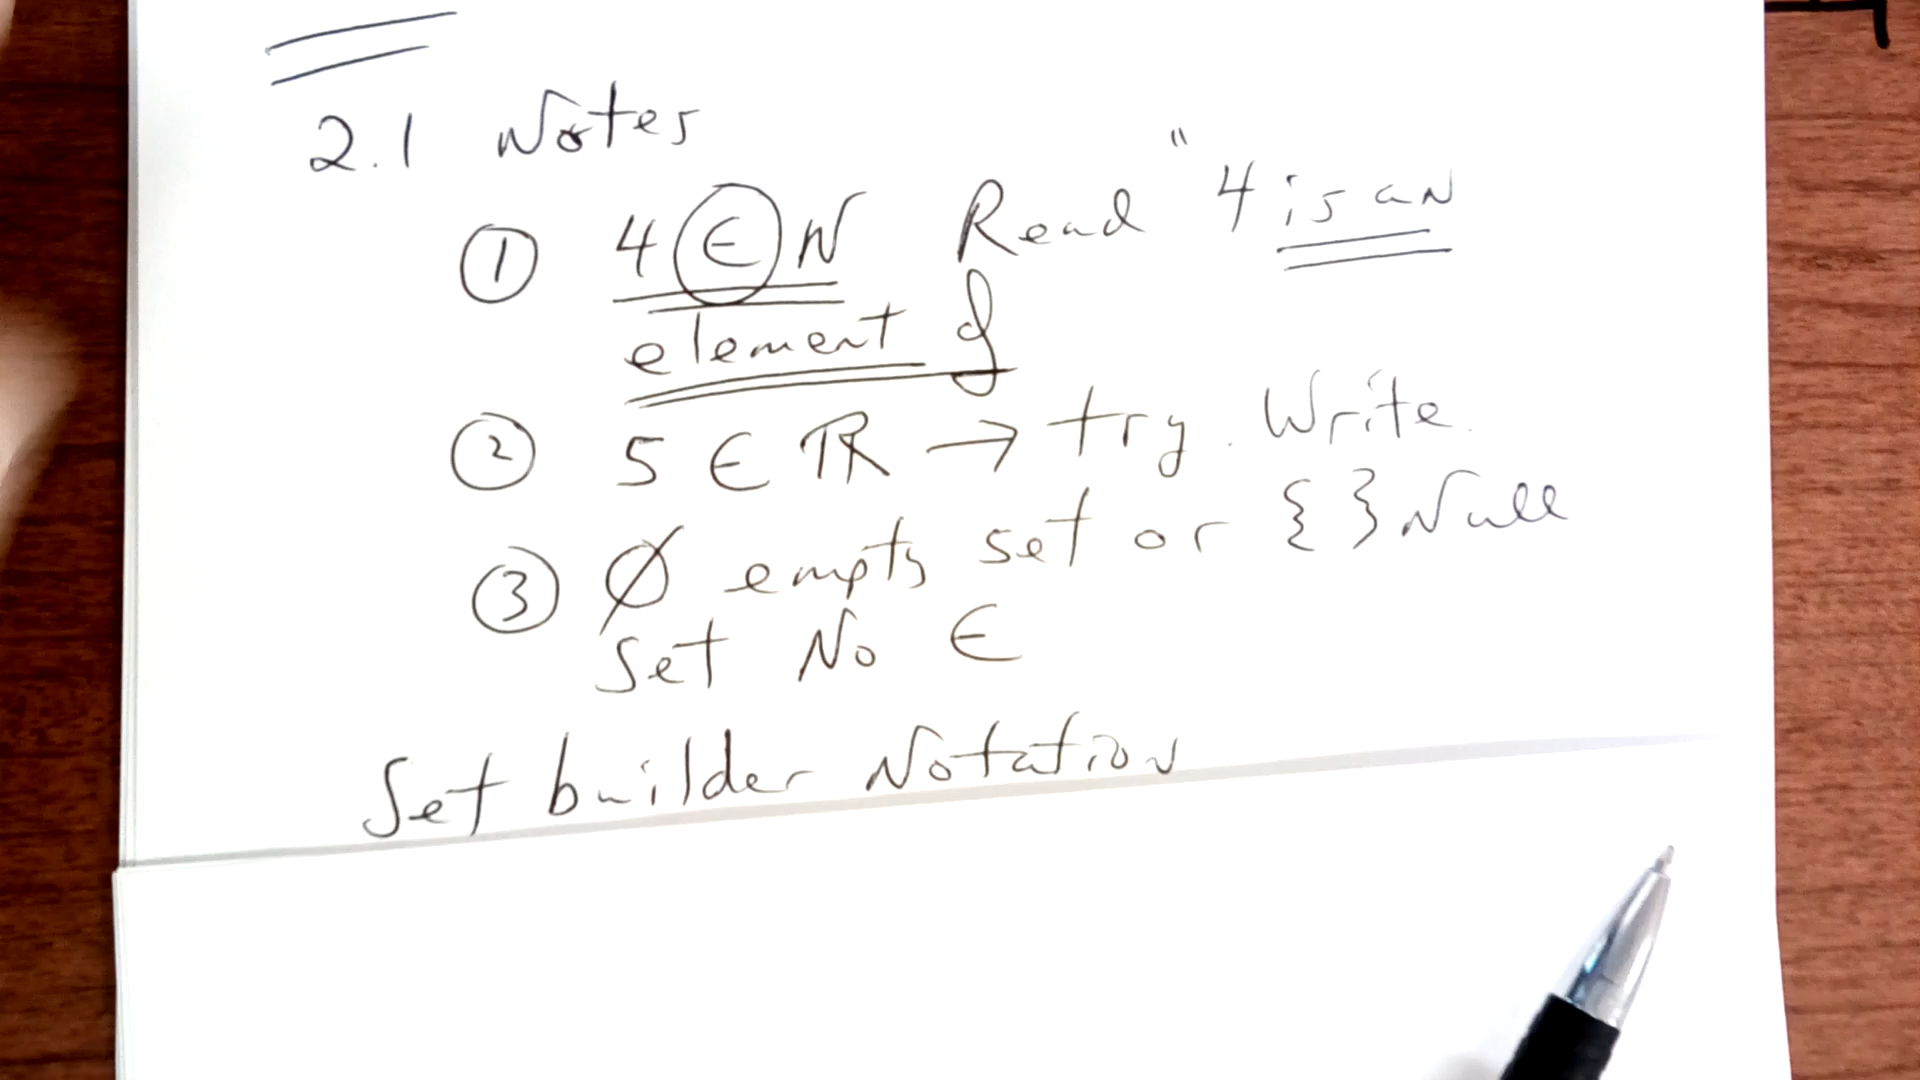 2.1 Notes
① 4 ∈ N Read " 4 is an
element of
② 5 ∈ ℝ → try. Write.
③ ∅ empty set or { } Null
Set No ∈
Set builder Notation